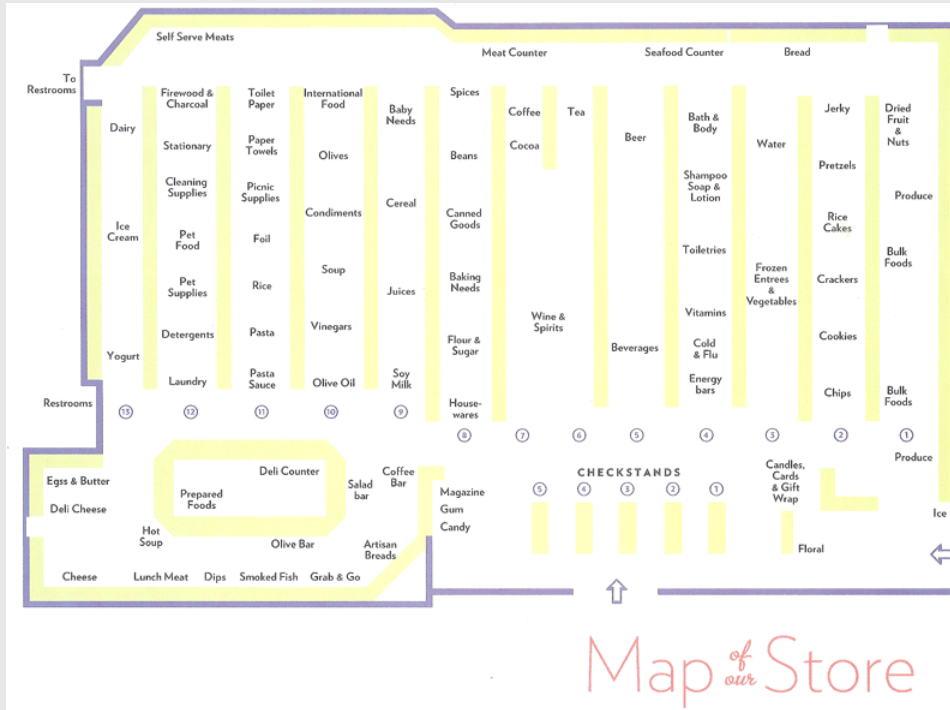 Self Serve Meats
Meat Counter
Seafood Counter
Bread
To
Restrooms
Dairy
Ice
Cream
Yogurt
Restrooms
Firewood &
Charcoal
Stationary
Cleaning
Supplies
Pet
Food
Pet
Supplies
Detergents
Laundry
Toilet
Paper
Paper
Towels
Picnic
Supplies
Foil
Rice
Pasta
Pasta
Sauce
International
Food
Olives
Condiments
Soup
Vinegars
Olive Oil
Baby
Needs
Cereal
Juices
Soy
Milk
Spices
Beans
Canned
Goods
Baking
Needs
Flour &
Sugar
House-
wares
Coffee
Cocoa
Tea
Wine &
Spirits
Beer
Beverages
Bath &
Body
Shampoo
Soap &
Lotion
Toiletries
Vitamins
Cold
& Flu
Energy
bars
Water
Frozen
Entrees
&
Vegetables
Jerky
Pretzels
Rice
Cakes
Crackers
Cookies
Chips
Dried
Fruit
&
Nuts
Produce
Bulk
Foods
Bulk
Foods
Produce
Ice
13
12
11
10
9
8
7
6
5
4
3
2
1
CHECKSTANDS
5
4
3
2
1
Candles,
Cards
& Gift
Wrap
Floral
Egss & Butter
Deli Cheese
Prepared
Foods
Deli Counter
Salad
bar
Coffee
Bar
Magazine
Gum
Candy
Hot
Soup
Olive Bar
Artisan
Breads
Cheese
Lunch Meat
Dips
Smoked Fish
Grab & Go
Map of our Store